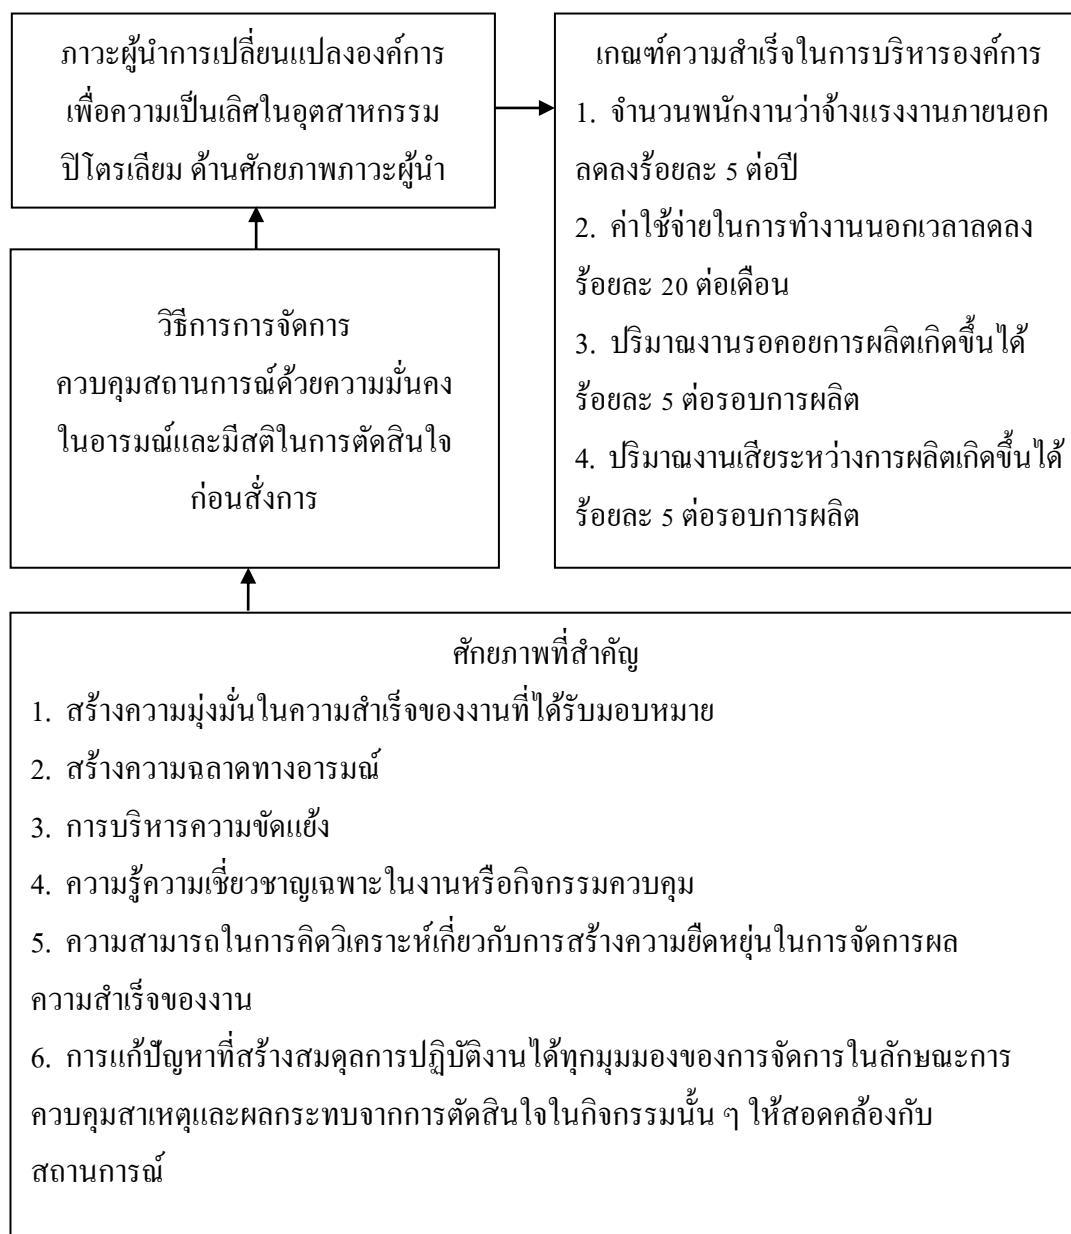 ภาวะผู้นำการเปลี่ยนแปลงองค์การ
เพื่อความเป็นเลิศในอุตสาหกรรม
ปิโตรเลียม ด้านศักยภาพภาวะผู้นำ
เกณฑ์ความสำเร็จในการบริหารองค์การ
1. จำนวนพนักงานว่าจ้างแรงงานภายนอก
ลดลงร้อยละ 5 ต่อปี
2. ค่าใช้จ่ายในการทำงานนอกเวลาลดลง
ร้อยละ 20 ต่อเดือน
3. ปริมาณงานรอคอยการผลิตเกิดขึ้นได้
ร้อยละ 5 ต่อรอบการผลิต
4. ปริมาณงานเสียระหว่างการผลิตเกิดขึ้นได้
ร้อยละ 5 ต่อรอบการผลิต
วิธีการการจัดการ
ควบคุมสถานการณ์ด้วยความมั่นคง
ในอารมณ์และมีสติในการตัดสินใจ
ก่อนสั่งการ
ศักยภาพที่สำคัญ
1. สร้างความมุ่งมั่นในความสำเร็จของงานที่ได้รับมอบหมาย
2. สร้างความฉลาดทางอารมณ์
3. การบริหารความขัดแย้ง
4. ความรู้ความเชี่ยวชาญเฉพาะในงานหรือกิจกรรมควบคุม
5. ความสามารถในการคิดวิเคราะห์เกี่ยวกับการสร้างความยืดหยุ่นในการจัดการผล
ความสำเร็จของงาน
6. การแก้ปัญหาที่สร้างสมดุลการปฏิบัติงานได้ทุกมุมมองของการจัดการในลักษณะการ
ควบคุมสาเหตุและผลกระทบจากการตัดสินใจในกิจกรรมนั้น ๆ ให้สอดคล้องกับ
สถานการณ์